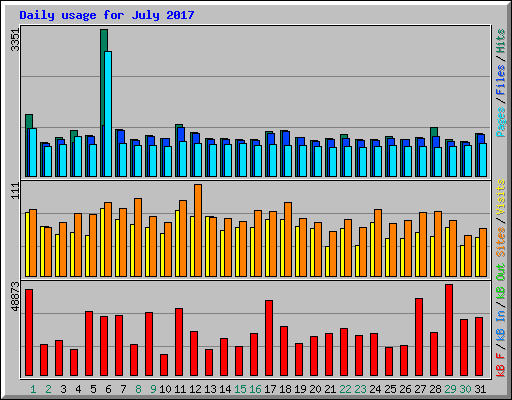 Daily usage for July 2017
3351
Pages / Files / Hits
111
Sites / Visits
48873
kB F / kB In / kB Out
1 2 3 4 5 6 7 8 9 10 11 12 13 14 15 16 17 18 19 20 21 22 23 24 25 26 27 28 29 30 31